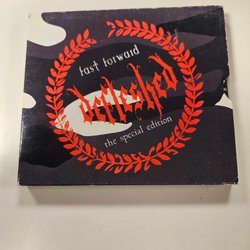 fast forward
defleshed
the special edition